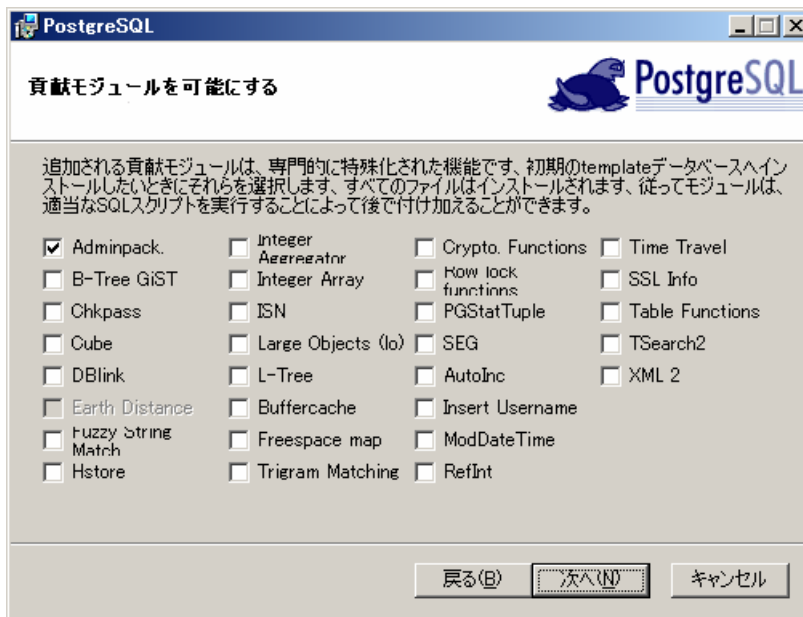 PostgreSQL
貢献モジュールを可能にする
PostgreSQL
追加される貢献モジュールは、専門的に特殊化された機能です、初期のtemplateデータベースへイン
ストールしたいときにそれらを選択します、すべてのファイルはインストールされます、従ってモジュールは、
適当なSQLスクリプトを実行することによって後で付け加えることができます。
Adminpack.
B-Tree GiST
Chkpass
Cube
DBlink
Earth Distance
Fuzzy String
Match
Hstore
Integer
Aggregator
Integer Array
ISN
Large Objects (lo)
L-Tree
Buffercache
Freespace map
Trigram Matching
Crypto. Functions
Row lock
functions
PGStatTuple
SEG
AutoInc
Insert Username
ModDateTime
RefInt
Time Travel
SSL Info
Table Functions
TSearch2
XML 2
戻る(B)
次へ(N)
キャンセル